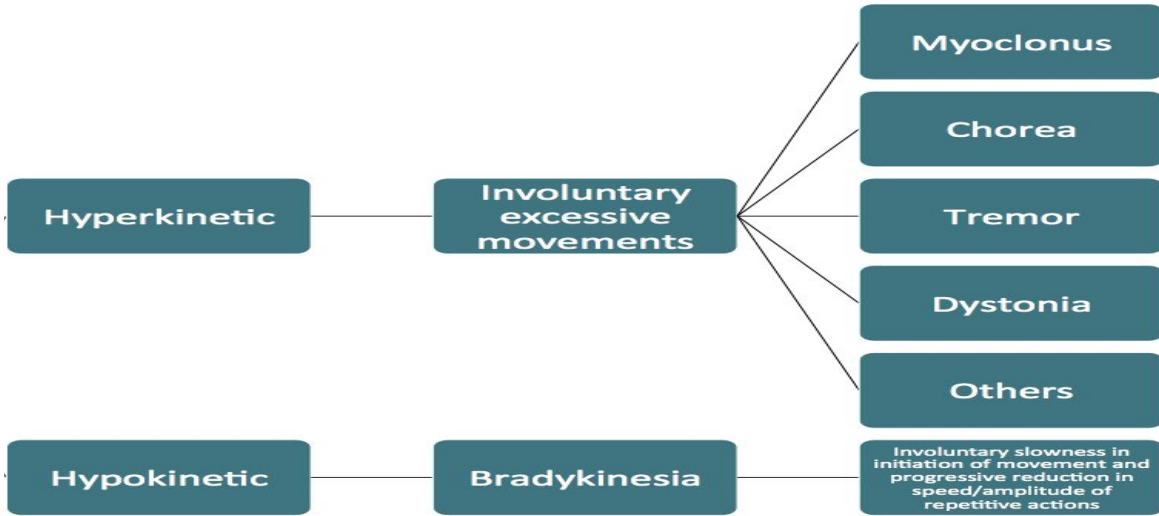 Hyperkinetic
Involuntary
excessive
movements
Myoclonus
Chorea
Tremor
Dystonia
Others
Hypokinetic
Bradykinesia
Involuntary slowness in
initiation of movement and
progressive reduction in
speed/amplitude of
repetitive actions